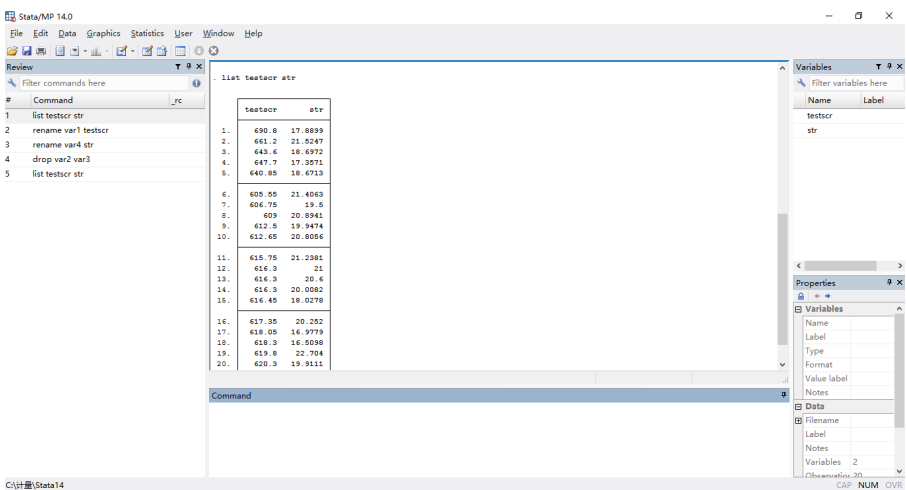 Stata/MP 14.0
File Edit Data Graphics Statistics User Window Help
Review
Filter commands here
# Command _rc
1 list testscr str
2 rename var1 testscr
3 rename var4 str
4 drop var2 var3
5 list testscr str
. list testscr str
testscr str
1. 690.8 17.8899
2. 661.2 21.5247
3. 643.6 18.6972
4. 647.7 17.3571
5. 640.85 18.6713
6. 605.55 21.4063
7. 606.75 19.5
8. 609 20.8941
9. 612.5 19.9474
10. 612.65 20.8056
11. 615.75 21.2381
12. 616.3 21
13. 616.3 20.6
14. 616.3 20.0082
15. 616.45 18.0278
16. 617.35 20.252
17. 618.05 16.9779
18. 618.3 16.5098
19. 619.8 22.704
20. 620.3 19.9111
Command
Variables
Filter variables here
Name Label
testscr
str
Properties
Variables
Name
Label
Type
Format
Value label
Notes
Data
Filename
Label
Notes
Variables 2
Observations 20
C:\计量\Stata14
CAP NUM OVR